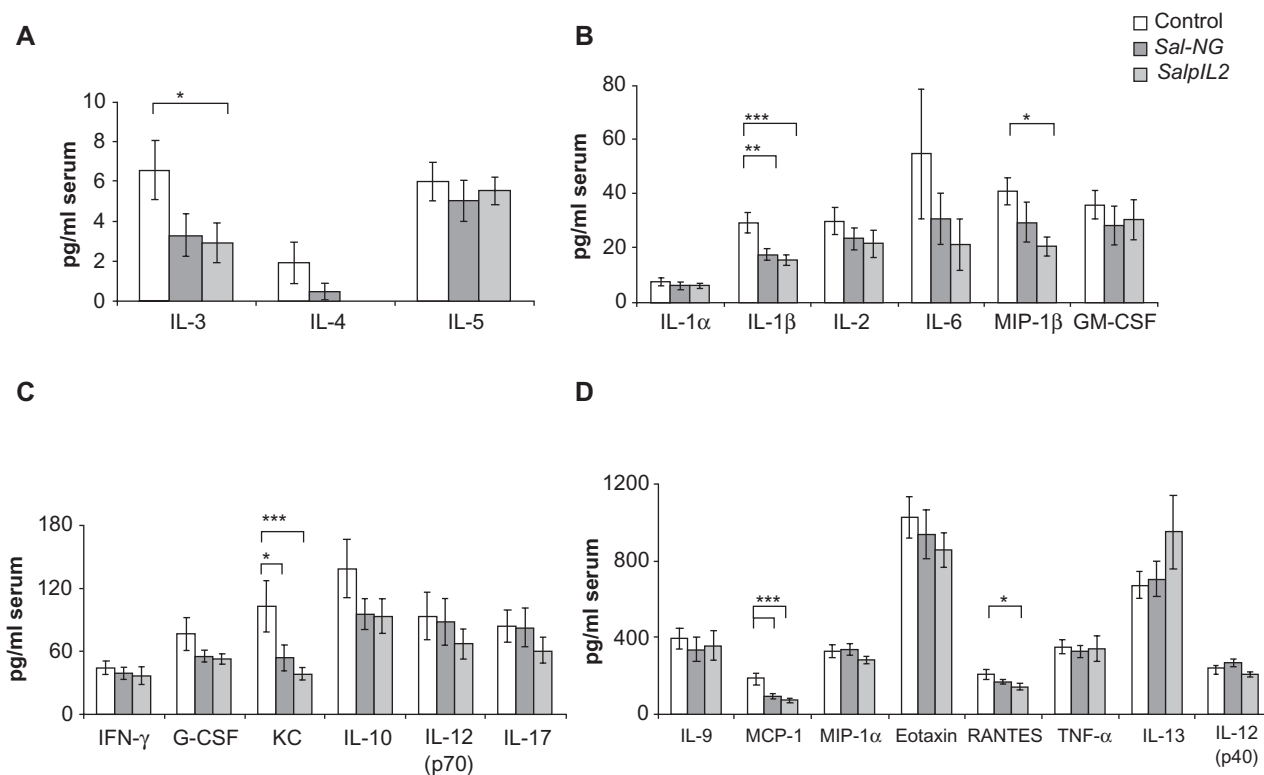 A
B
Control
Sal-NG
SalpIL2
pg/ml serum
10
8
6
4
2
0
*
IL-3 IL-4 IL-5
pg/ml serum
80
60
40
20
0
***
**
*
IL-1α IL-1β IL-2 IL-6 MIP-1β GM-CSF
C
D
pg/ml serum
180
120
60
0
***
*
IFN-γ G-CSF KC IL-10 IL-12 IL-17
(p70)
pg/ml serum
1200
800
400
0
***
*
IL-9 MCP-1 MIP-1α Eotaxin RANTES TNF-α IL-13 IL-12
(p40)